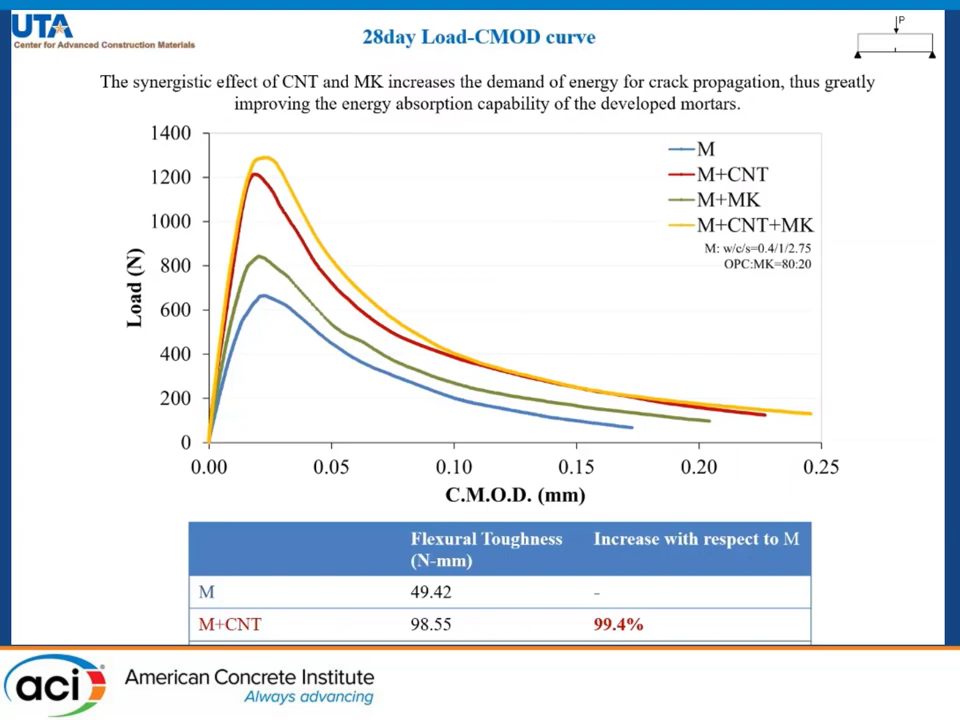 UTA
Center for Advanced Construction Materials
28day Load-CMOD curve
P
The synergistic effect of CNT and MK increases the demand of energy for crack propagation, thus greatly
improving the energy absorption capability of the developed mortars.
1400
1200
1000
800
600
400
200
0
Load (N)
M
M+CNT
M+MK
M+CNT+MK
M: w/c/s=0.4/1/2.75
OPC:MK=80:20
0.00 0.05 0.10 0.15 0.20 0.25
C.M.O.D. (mm)
Flexural Toughness Increase with respect to M
(N-mm)
M 49.42 -
M+CNT 98.55 99.4%
aci
American Concrete Institute
Always advancing